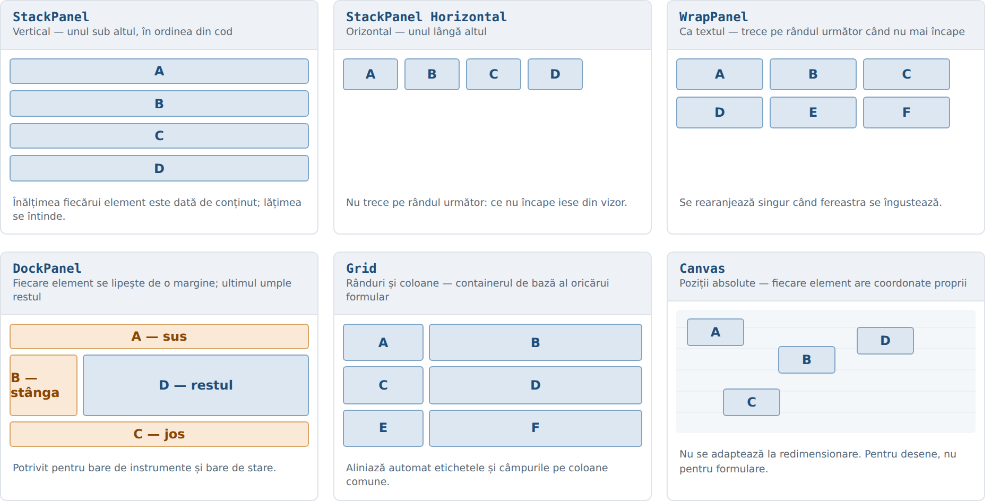 StackPanel
Vertical — unul sub altul, în ordinea din cod
A
B
C
D
Înălțimea fiecărui element este dată de conținut; lățimea
se întinde.
StackPanel Horizontal
Orizontal — unul lângă altul
A B C D
Nu trece pe rândul următor: ce nu încape iese din vizor.
WrapPanel
Ca textul — trece pe rândul următor când nu mai încape
A B C
D E F
Se rearanjează singur când fereastra se îngustează.
DockPanel
Fiecare element se lipește de o margine; ultimul umple
restul
A — sus
B —
stânga
D — restul
C — jos
Potrivit pentru bare de instrumente și bare de stare.
Grid
Rânduri și coloane — containerul de bază al oricărui
formular
A B
C D
E F
Aliniază automat etichetele și câmpurile pe coloane
comune.
Canvas
Poziții absolute — fiecare element are coordonate proprii
A
D
B
C
Nu se adaptează la redimensionare. Pentru desene, nu
pentru formulare.